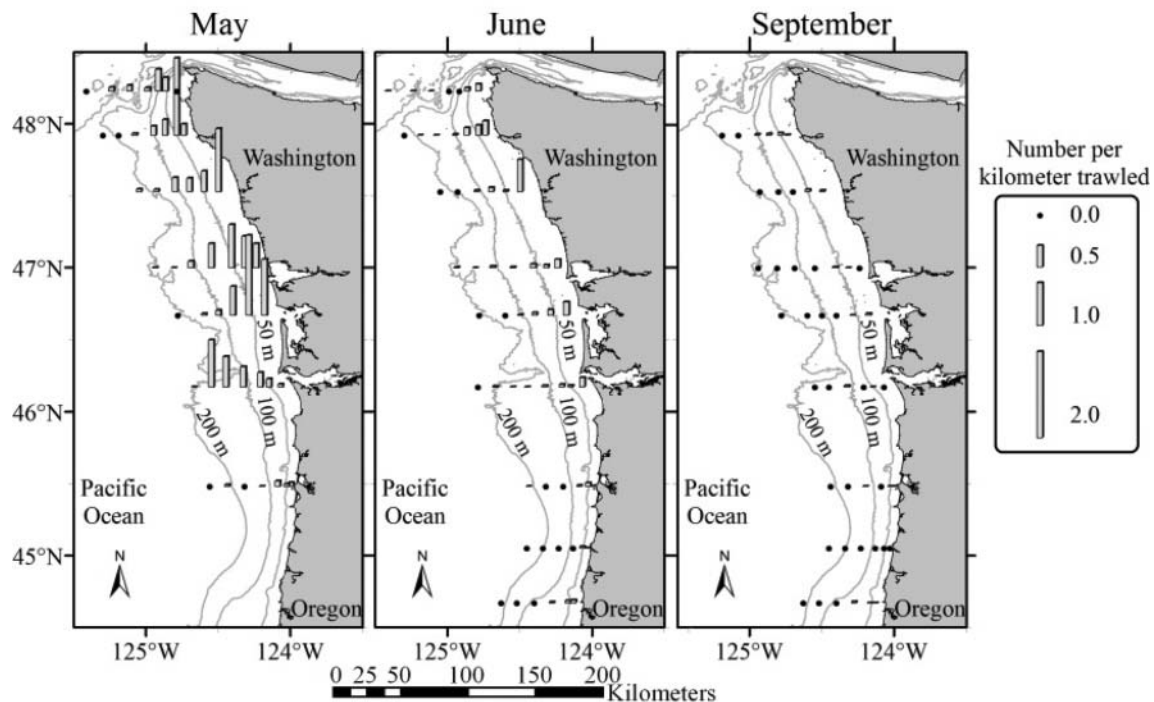 May
June
September
48°N
47°N
46°N
45°N
Washington
50 m
100 m
200 m
Pacific
Ocean
N
Oregon
Washington
50 m
100 m
200 m
Pacific
Ocean
N
Oregon
Washington
50 m
100 m
200 m
Pacific
Ocean
N
Oregon
Number per
kilometer trawled
0.0
0.5
1.0
2.0
125°W 124°W 125°W 124°W 125°W 124°W
0 25 50 100 150 200
Kilometers